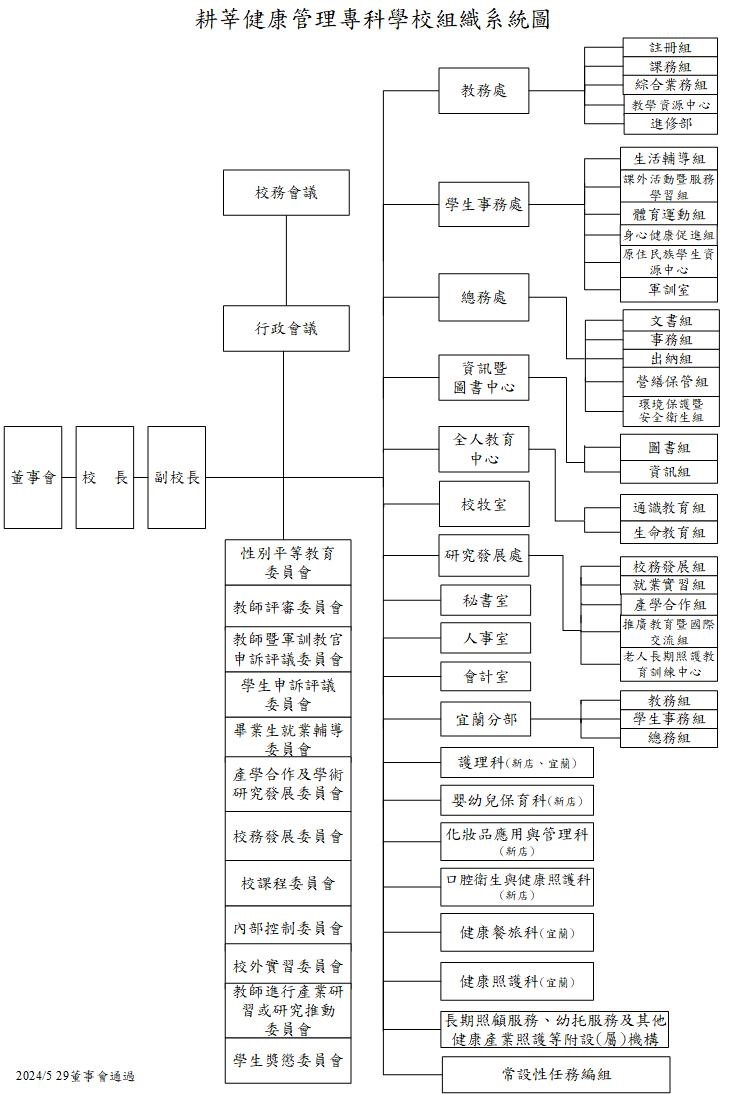 耕莘健康管理專科學校組織系統圖
董事會
校 長
副校長
校務會議
行政會議
性別平等教育
委員會
教師評審委員會
教師暨軍訓教官
申訴評議委員會
學生申訴評議
委員會
畢業生就業輔導
委員會
產學合作及學術
研究發展委員會
校務發展委員會
校課程委員會
內部控制委員會
校外實習委員會
教師進行產業研
習或研究推動
委員會
學生獎懲委員會
教務處
註冊組
課務組
綜合業務組
教學資源中心
進修部
學生事務處
生活輔導組
課外活動暨服務
學習組
體育運動組
身心健康促進組
原住民族學生資
源中心
軍訓室
總務處
文書組
事務組
出納組
營繕保管組
環境保護暨
安全衛生組
資訊暨
圖書中心
圖書組
資訊組
全人教育
中心
通識教育組
生命教育組
校牧室
研究發展處
校務發展組
就業實習組
產學合作組
推廣教育暨國際
交流組
老人長期照護教
育訓練中心
秘書室
人事室
會計室
宜蘭分部
教務組
學生事務組
總務組
護理科(新店、宜蘭)
嬰幼兒保育科(新店)
化妝品應用與管理科
(新店)
口腔衛生與健康照護科
(新店)
健康餐旅科(宜蘭)
健康照護科(宜蘭)
長期照顧服務、幼托服務及其他
健康產業照護等附設(屬)機構
常設性任務編組
2024/5 29董事會通過